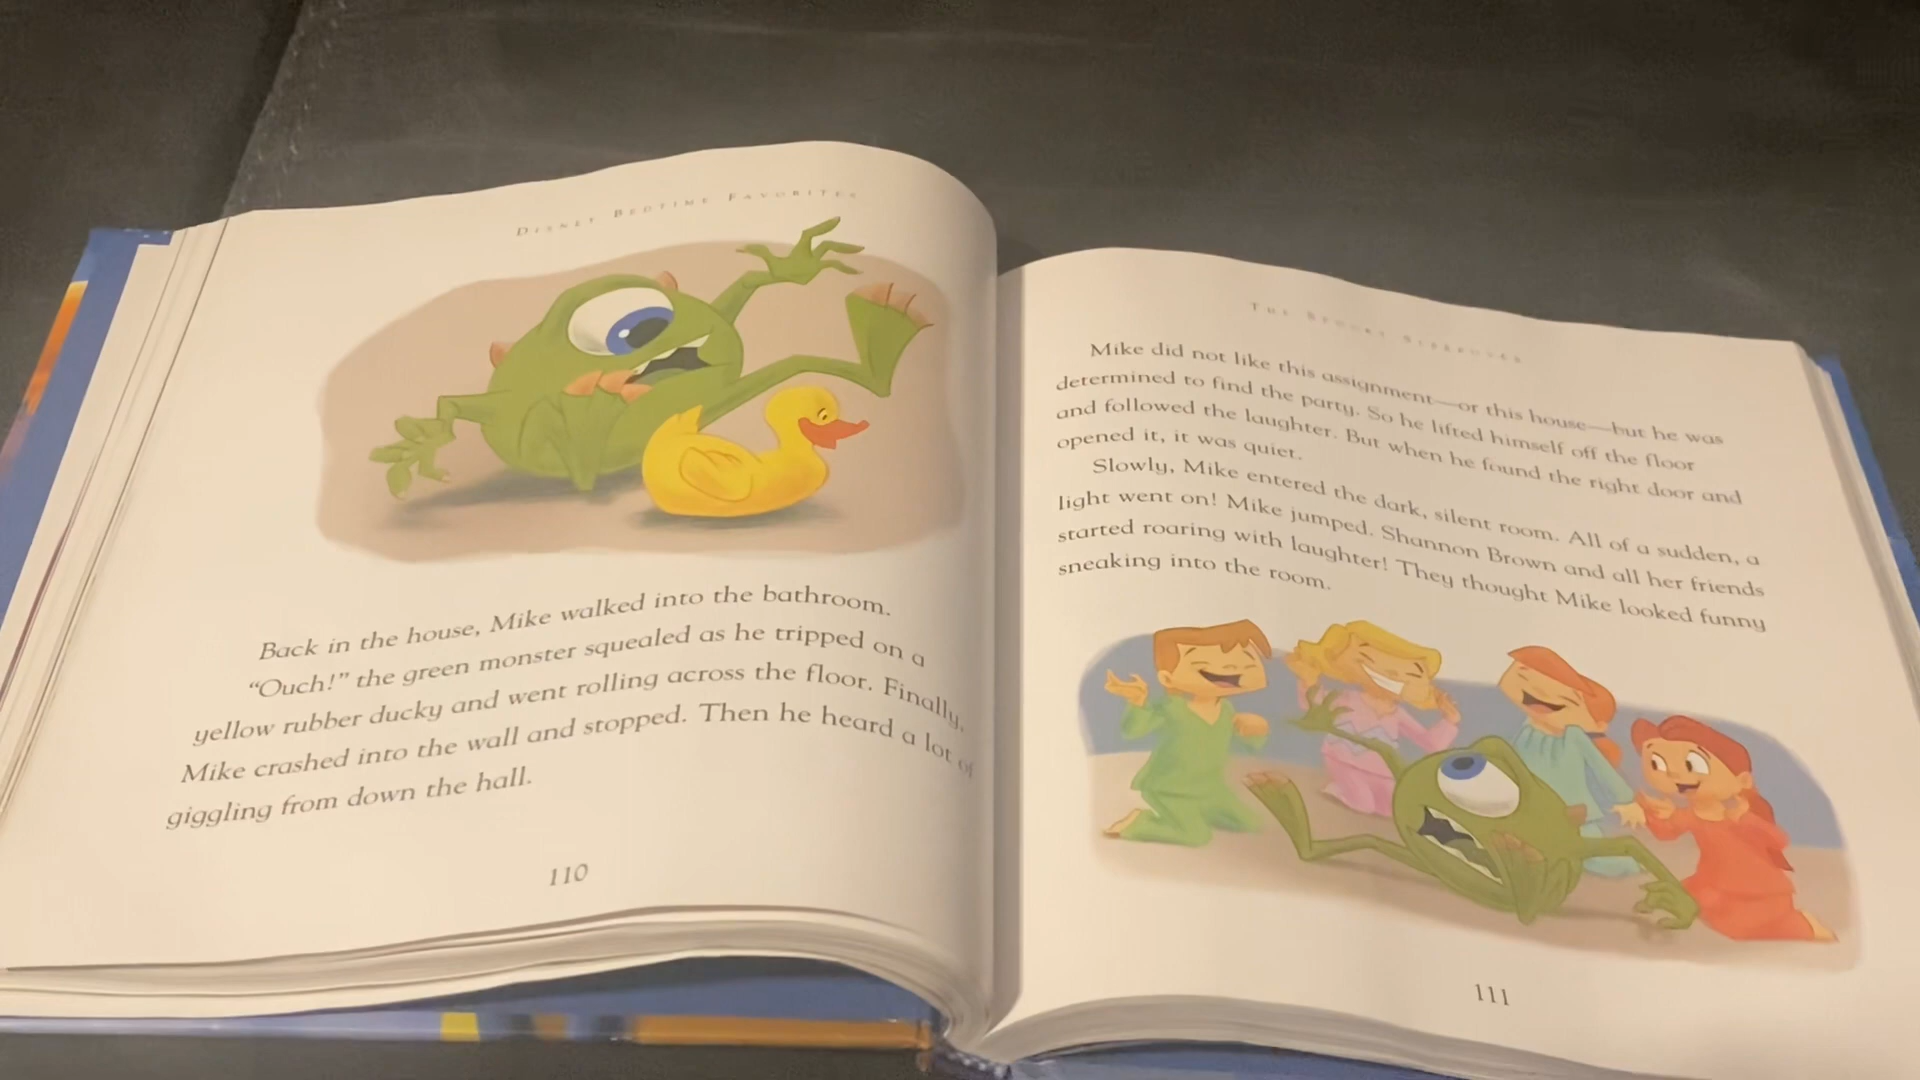 DISNEY BEDTIME FAVORITES
Back in the house, Mike walked into the bathroom.
“Ouch!” the green monster squealed as he tripped on a
yellow rubber ducky and went rolling across the floor. Finally,
Mike crashed into the wall and stopped. Then he heard a lot of
giggling from down the hall.
110
THE SPOOKY SLEEPOVER
Mike did not like this assignment—or this house—but he was
determined to find the party. So he lifted himself off the floor
and followed the laughter. But when he found the right door and
opened it, it was quiet.
Slowly, Mike entered the dark, silent room. All of a sudden, a
light went on! Mike jumped. Shannon Brown and all her friends
started roaring with laughter! They thought Mike looked funny
sneaking into the room.
111